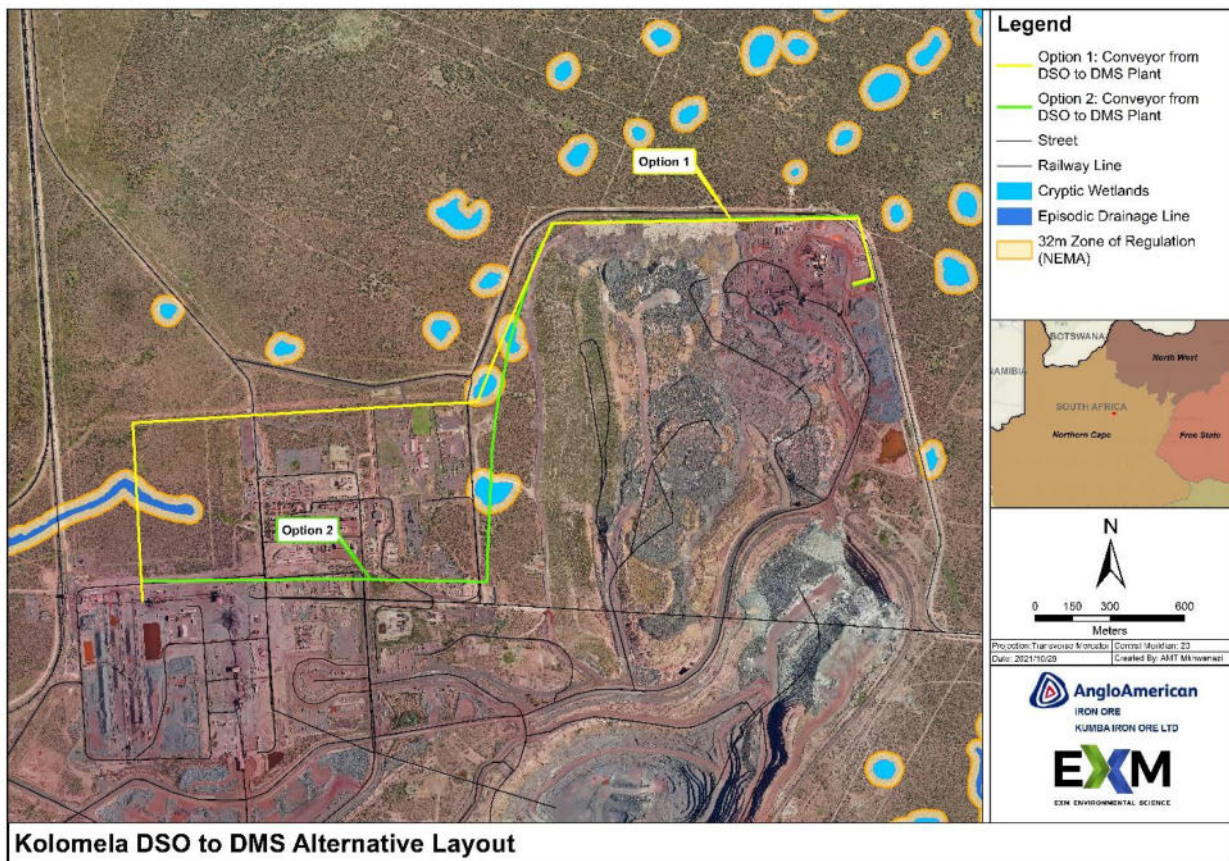 Option 1
Option 2
Legend
Option 1: Conveyor from
DSO to DMS Plant
Option 2: Conveyor from
DSO to DMS Plant
Street
Railway Line
Cryptic Wetlands
Episodic Drainage Line
32m Zone of Regulation
(NEMA)
BOTSWANA
NAMIBIA
North West
SOUTH AFRICA
Northern Cape
Free State
N
0 150 300 600
Meters
Projection: Transverse Mercator Central Meridian: 23
Date: 2021/10/28 Created By: AMT
AngloAmerican
IRON ORE
KUMBA IRON ORE LTD
EXM
EXM ENVIRONMENTAL SCIENCE
Kolomela DSO to DMS Alternative Layout